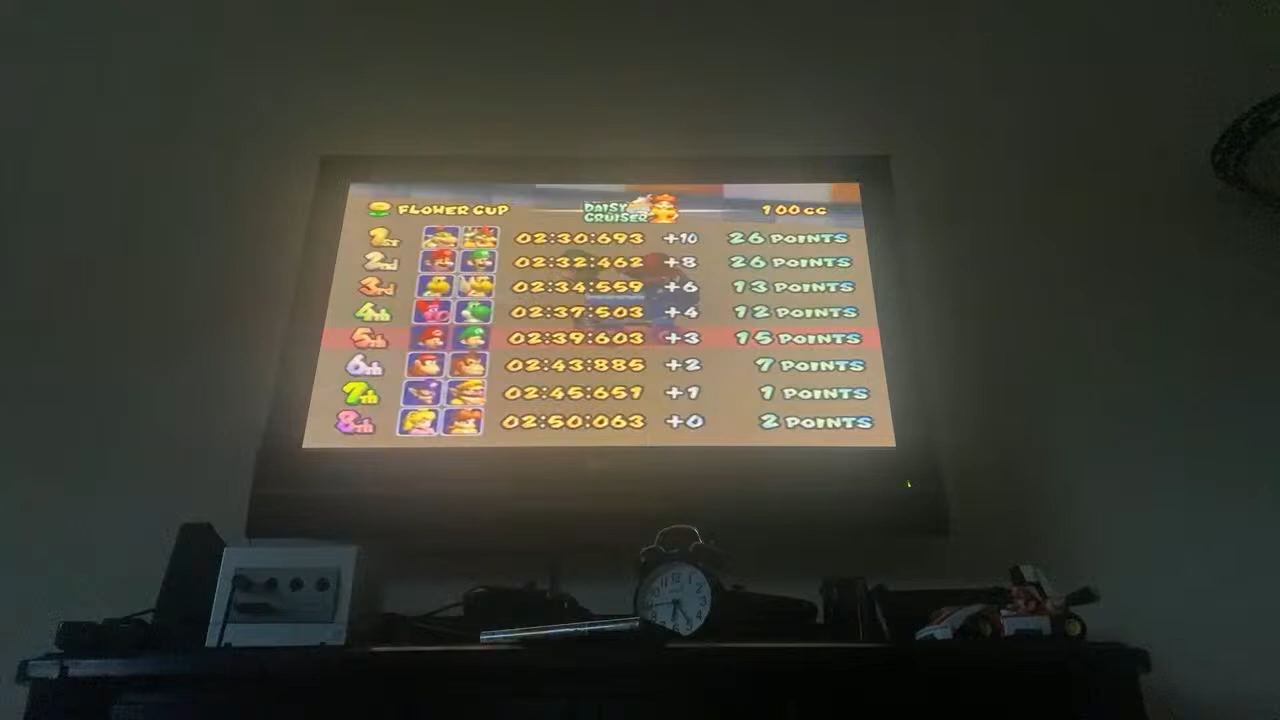 FLOWER CUP DAISY CRUISER 100cc
1ST 02:30:693 +10 26 POINTS
2nd 02:32:462 +8 26 POINTS
3rd 02:34:559 +6 13 POINTS
4th 02:37:503 +4 12 POINTS
5th 02:39:603 +3 15 POINTS
6th 02:43:885 +2 7 POINTS
7th 02:45:651 +1 1 POINTS
8th 02:50:063 +0 2 POINTS